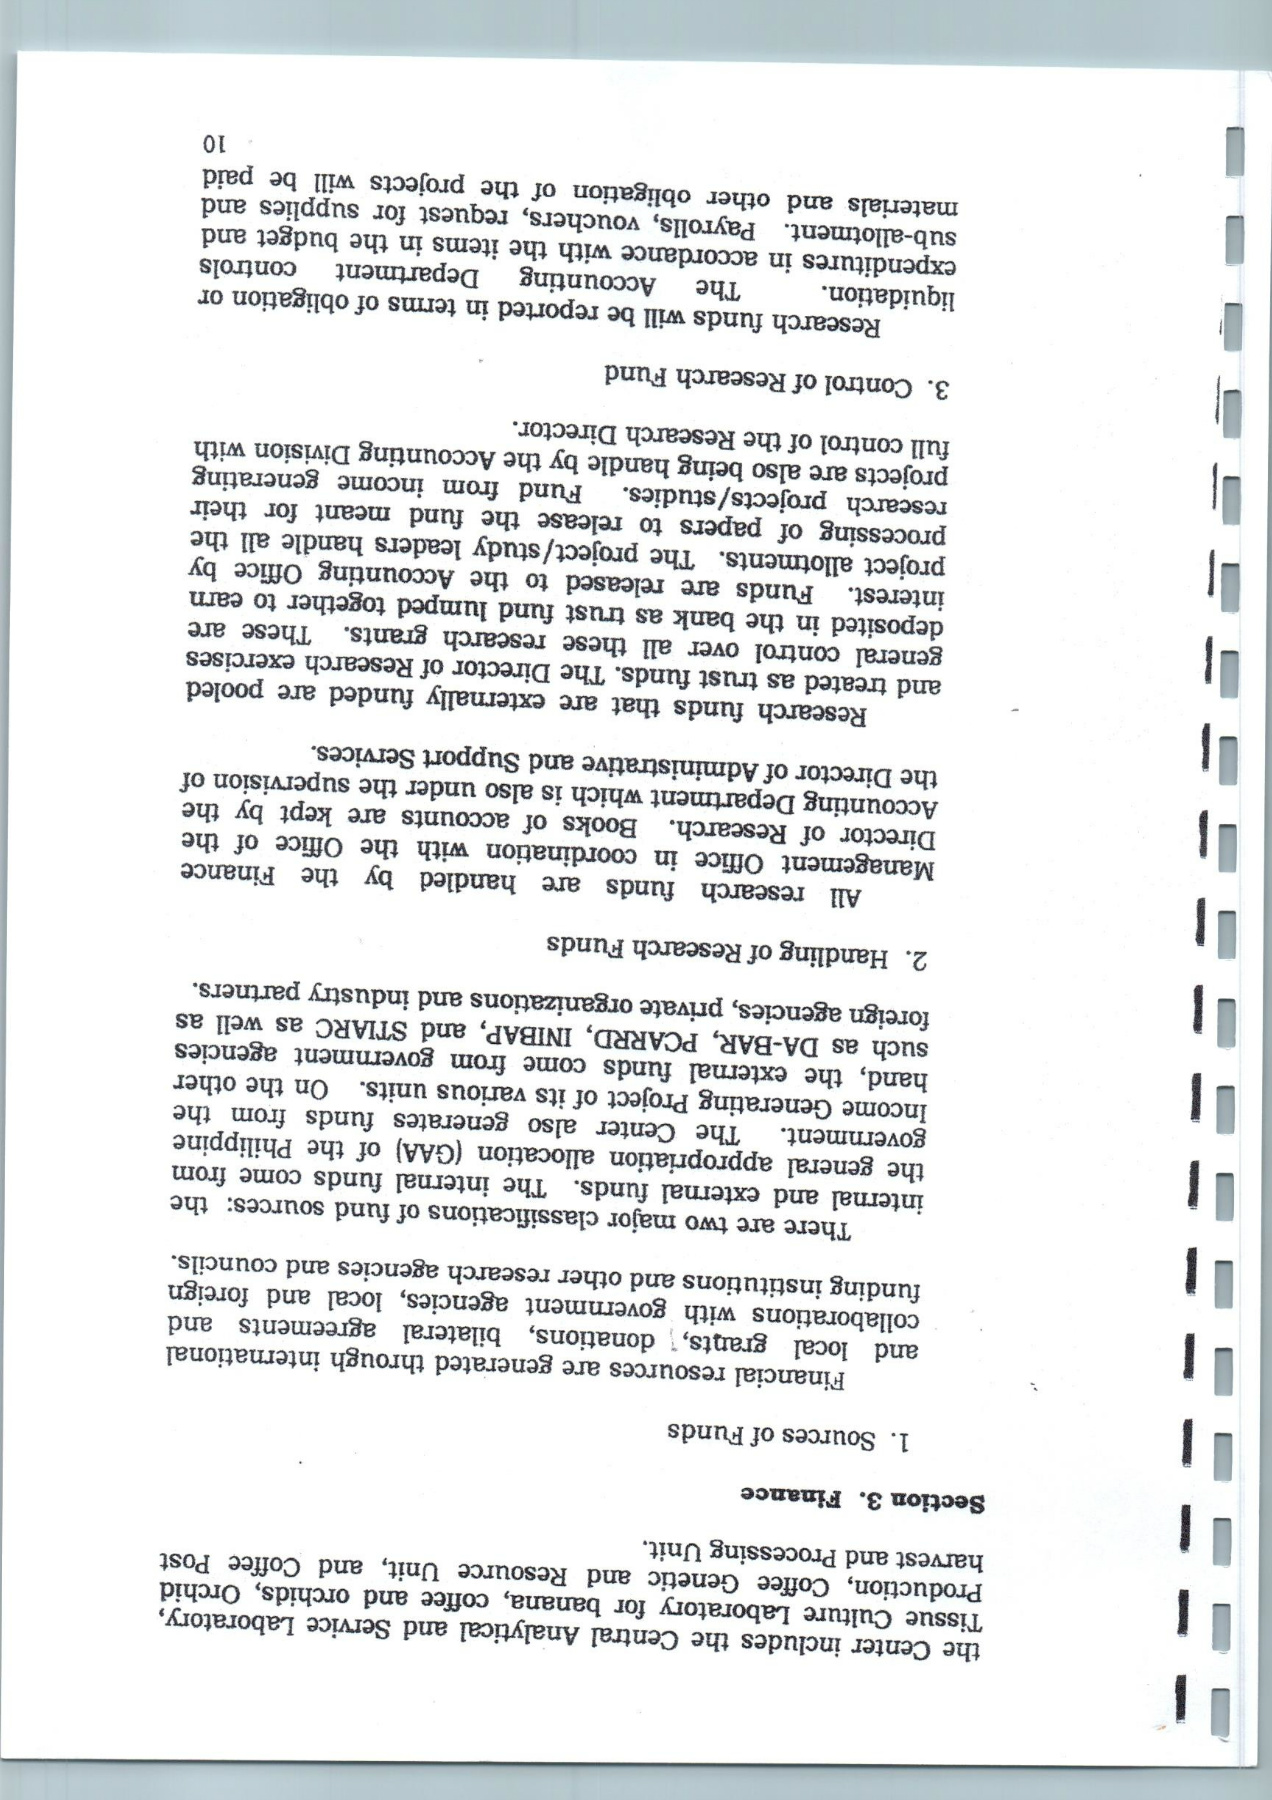 the Center includes the Central Analytical and Service Laboratory,
Tissue Culture Laboratory for banana, coffee and orchids, Orchid
Production, Coffee Genetic and Resource Unit, and Coffee Post
harvest and Processing Unit.
Section 3. Finance
1. Sources of Funds
Financial resources are generated through international
and local grants, donations, bilateral agreements and
collaborations with government agencies, local and foreign
funding institutions and other research agencies and councils.
There are two major classifications of fund sources: the
internal and external funds. The internal funds come from
the general appropriation allocation (GAA) of the Philippine
government. The Center also generates funds from the
Income Generating Project of its various units. On the other
hand, the external funds come from government agencies
such as DA-BAR, PCARRD, INIBAP, and STIARC as well as
foreign agencies, private organizations and industry partners.
2. Handling of Research Funds
All research funds are handled by the Finance
Management Office in coordination with the Office of the
Director of Research. Books of accounts are kept by the
Accounting Department which is also under the supervision of
the Director of Administrative and Support Services.
Research funds that are externally funded are pooled
and treated as trust funds. The Director of Research exercises
general control over all these research grants. These are
deposited in the bank as trust fund lumped together to earn
interest. Funds are released to the Accounting Office by
project allotments. The project/study leaders handle all the
processing of papers to release the fund meant for their
research projects/studies. Fund from income generating
projects are also being handle by the Accounting Division with
full control of the Research Director.
3. Control of Research Fund
Research funds will be reported in terms of obligation or
liquidation. The Accounting Department controls
expenditures in accordance with the items in the budget and
sub-allotment. Payrolls, vouchers, request for supplies and
materials and other obligation of the projects will be paid
10